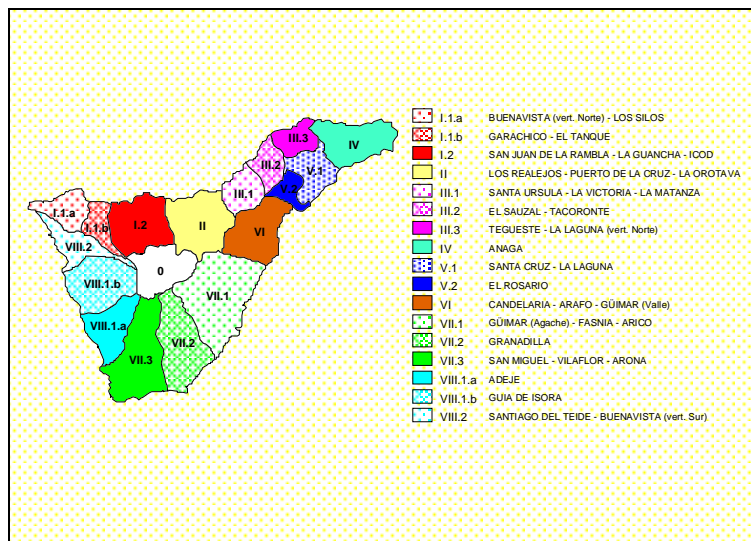 III.3
IV
III.2
V.1
III.1
V.2
I.1.a
I.1.b
I.2
II
VI
VIII.2
0
VIII.1.b
VII.1
VIII.1.a
VII.2
VII.3
I.1.a BUENAVISTA (vert. Norte) - LOS SILOS
I.1.b GARACHICO - EL TANQUE
I.2 SAN JUAN DE LA RAMBLA - LA GUANCHA - ICOD
II LOS REALEJOS - PUERTO DE LA CRUZ - LA OROTAVA
III.1 SANTA URSULA - LA VICTORIA - LA MATANZA
III.2 EL SAUZAL - TACORONTE
III.3 TEGUESTE - LA LAGUNA (vert. Norte)
IV ANAGA
V.1 SANTA CRUZ - LA LAGUNA
V.2 EL ROSARIO
VI CANDELARIA - ARAFO - GÜIMAR (Valle)
VII.1 GÜIMAR (Agache) - FASNIA - ARICO
VII.2 GRANADILLA
VII.3 SAN MIGUEL - VILAFLOR - ARONA
VIII.1.a ADEJE
VIII.1.b GUIA DE ISORA
VIII.2 SANTIAGO DEL TEIDE - BUENAVISTA (vert. Sur)